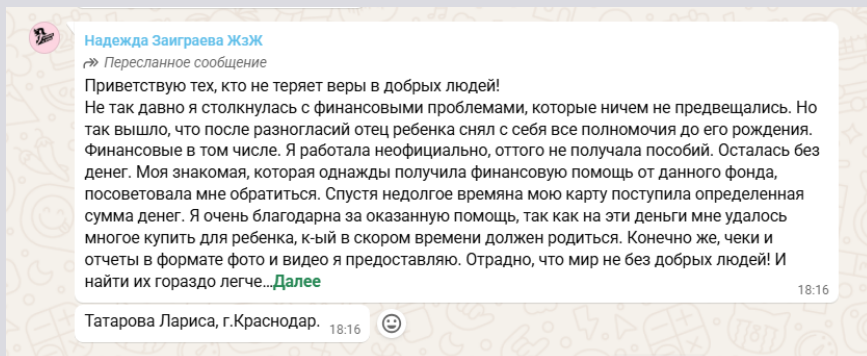 Надежда Заиграева ЖзЖ
Пересланное сообщение
Приветствую тех, кто не теряет веры в добрых людей!
Не так давно я столкнулась с финансовыми проблемами, которые ничем не предвещались. Но
так вышло, что после разногласий отец ребенка снял с себя все полномочия до его рождения.
Финансовые в том числе. Я работала неофициально, оттого не получала пособий. Осталась без
денег. Моя знакомая, которая однажды получила финансовую помощь от данного фонда,
посоветовала мне обратиться. Спустя недолгое времяна мою карту поступила определенная
сумма денег. Я очень благодарна за оказанную помощь, так как на эти деньги мне удалось
многое купить для ребенка, к-ый в скором времени должен родиться. Конечно же, чеки и
отчеты в формате фото и видео я предоставляю. Отрадно, что мир не без добрых людей! И
найти их гораздо легче...Далее
18:16
Татарова Лариса, г.Краснодар. 18:16